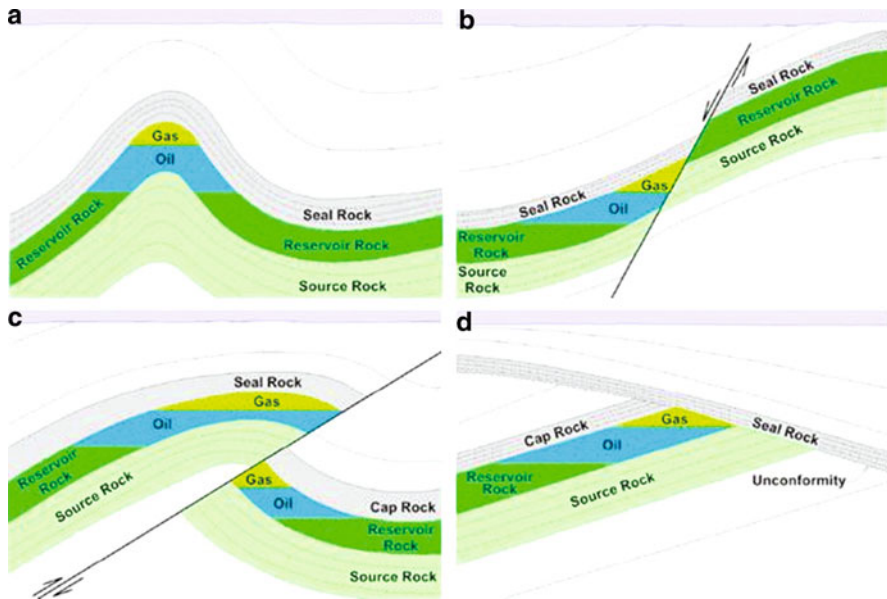 a
Gas
Oil
Reservoir Rock
Seal Rock
Reservoir Rock
Source Rock
b
Seal Rock
Reservoir Rock
Source Rock
Gas
Seal Rock
Oil
Reservoir
Rock
Source
Rock
c
Seal Rock
Gas
Oil
Reservoir
Rock
Source Rock
Gas
Oil
Cap Rock
Reservoir
Rock
Source Rock
d
Gas
Cap Rock
Seal Rock
Oil
Reservoir
Rock
Source Rock
Unconformity